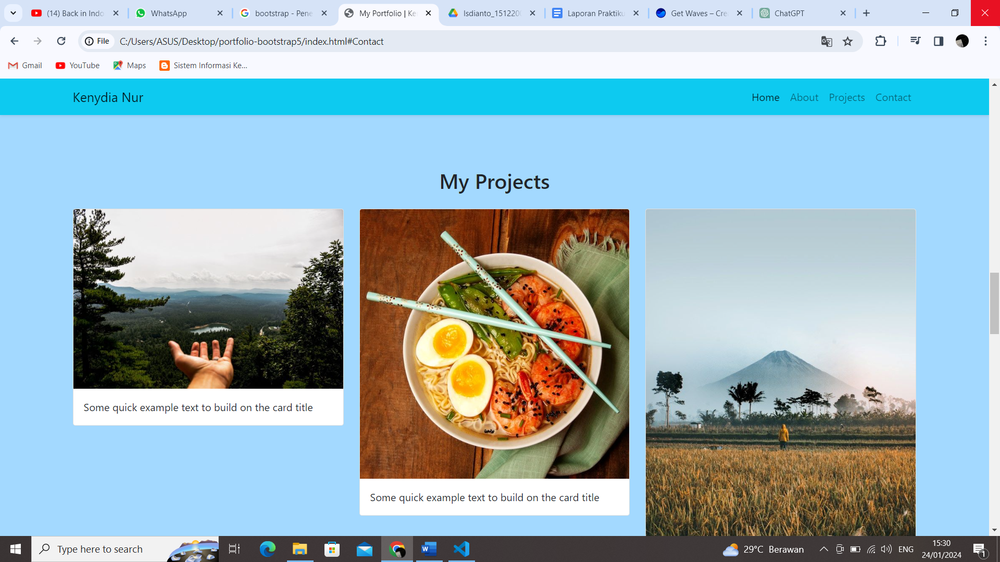 (14) Back in Indo
WhatsApp
bootstrap - Pene
My Portfolio | Ke
Isdianto_1512200
Laporan Praktiku
Get Waves – Cre
ChatGPT
File
C:/Users/ASUS/Desktop/portfolio-bootstrap5/index.html#Contact
Gmail
YouTube
Maps
Sistem Informasi Ke...
Kenydia Nur
Home
About
Projects
Contact
My Projects
Some quick example text to build on the card title
Some quick example text to build on the card title
Type here to search
29°C Berawan
ENG
15:30
24/01/2024
1